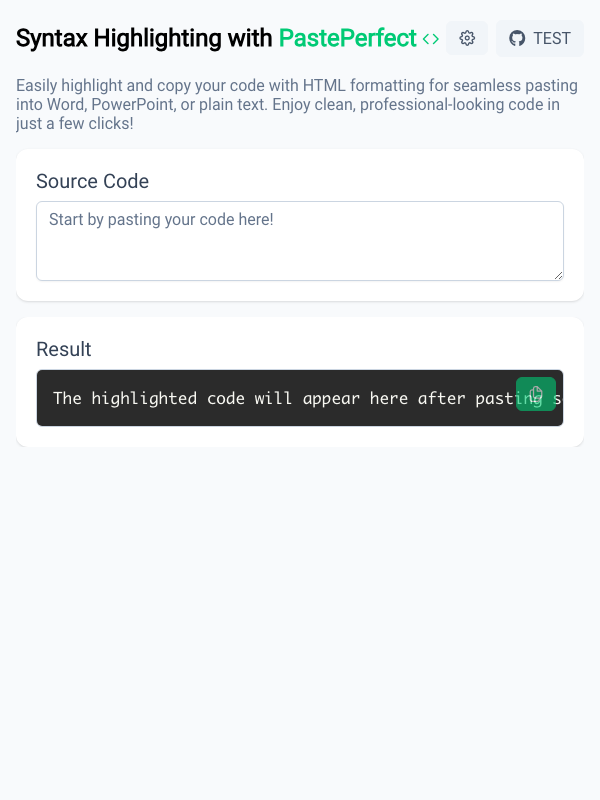 Syntax Highlighting with PastePerfect <>
TEST
Easily highlight and copy your code with HTML formatting for seamless pasting
into Word, PowerPoint, or plain text. Enjoy clean, professional-looking code in
just a few clicks!
Source Code
Start by pasting your code here!
Result
The highlighted code will appear here after pasting